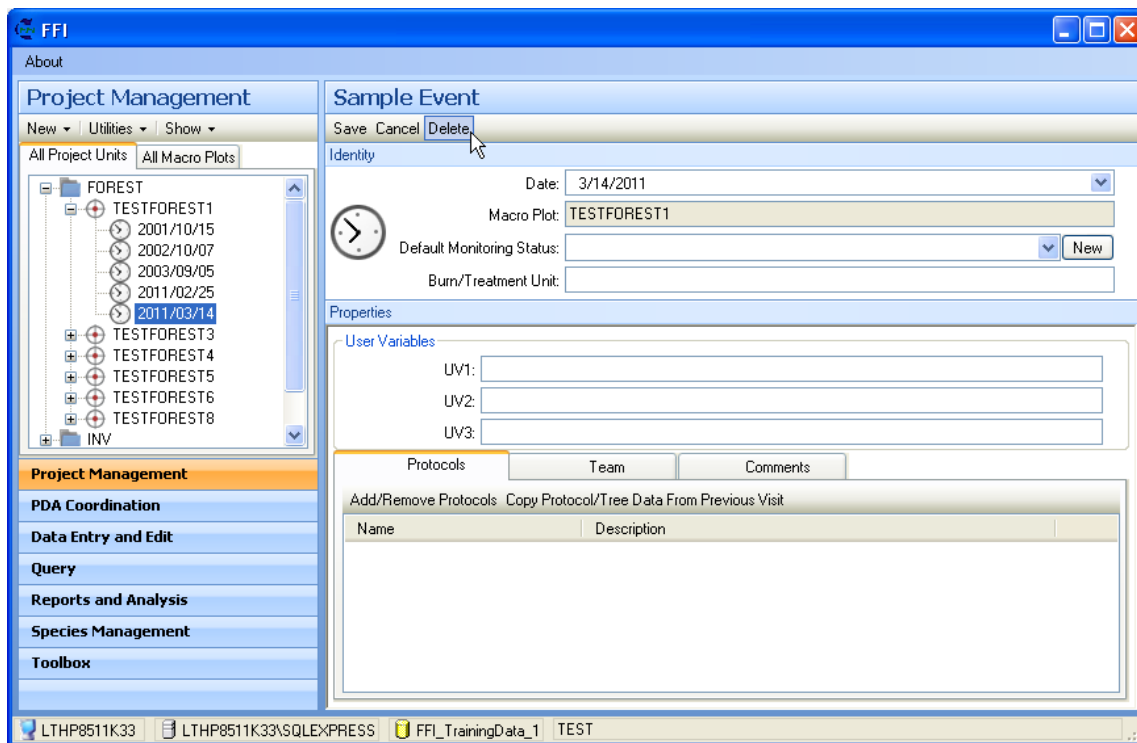 FFI
About
Project Management
New Utilities Show
All Project Units All Macro Plots
FOREST
TESTFOREST1
2001/10/15
2002/10/07
2003/09/05
2011/02/25
2011/03/14
TESTFOREST3
TESTFOREST4
TESTFOREST5
TESTFOREST6
TESTFOREST8
INV
Project Management
PDA Coordination
Data Entry and Edit
Query
Reports and Analysis
Species Management
Toolbox
Sample Event
Save Cancel Delete
Identity
Date: 3/14/2011
Macro Plot: TESTFOREST1
Default Monitoring Status: New
Burn/Treatment Unit:
Properties
User Variables
UV1:
UV2:
UV3:
Protocols Team Comments
Add/Remove Protocols Copy Protocol/Tree Data From Previous Visit
Name Description
LTHP8511K33 LTHP8511K33\SQLEXPRESS FFI_TrainingData_1 TEST